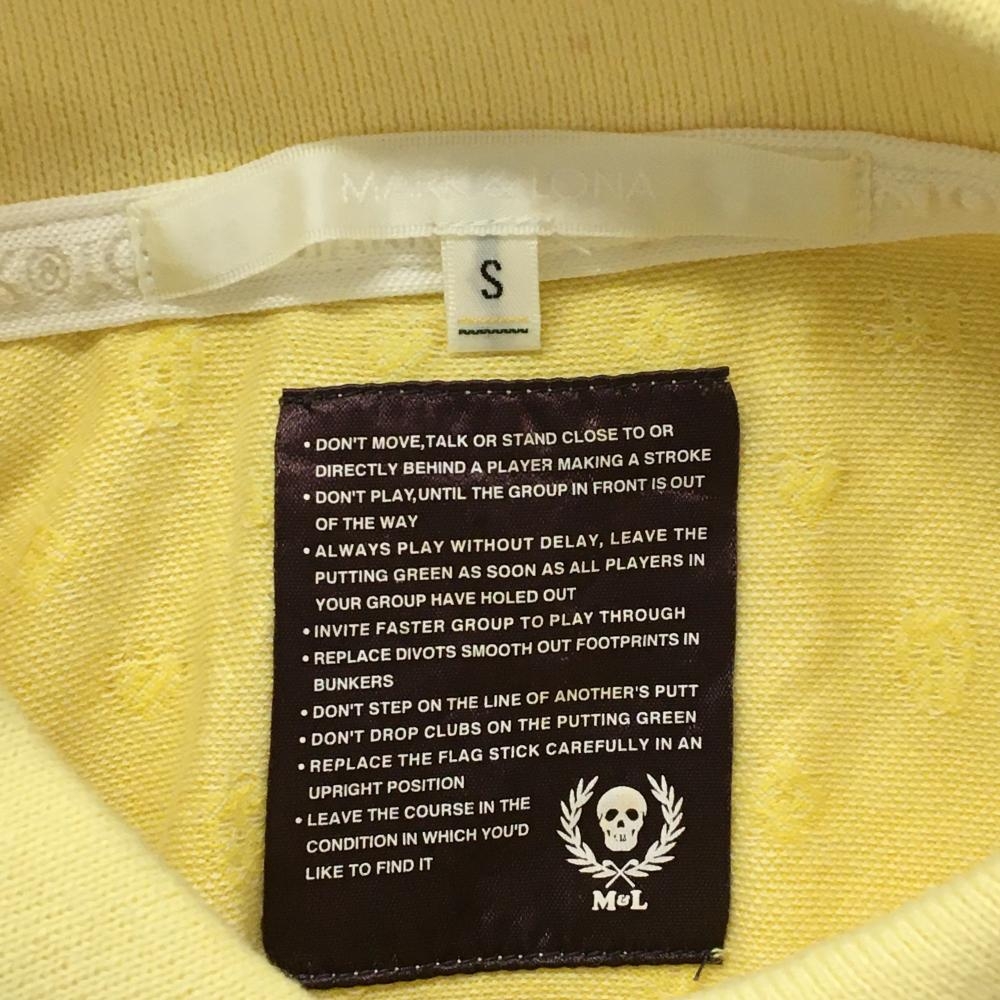 MARK & LONA
S
• DON'T MOVE,TALK OR STAND CLOSE TO OR
DIRECTLY BEHIND A PLAYER MAKING A STROKE
• DON'T PLAY,UNTIL THE GROUP IN FRONT IS OUT
OF THE WAY
• ALWAYS PLAY WITHOUT DELAY, LEAVE THE
PUTTING GREEN AS SOON AS ALL PLAYERS IN
YOUR GROUP HAVE HOLED OUT
• INVITE FASTER GROUP TO PLAY THROUGH
• REPLACE DIVOTS SMOOTH OUT FOOTPRINTS IN
BUNKERS
• DON'T STEP ON THE LINE OF ANOTHER'S PUTT
• DON'T DROP CLUBS ON THE PUTTING GREEN
• REPLACE THE FLAG STICK CAREFULLY IN AN
UPRIGHT POSITION
• LEAVE THE COURSE IN THE
CONDITION IN WHICH YOU'D
LIKE TO FIND IT
M&L